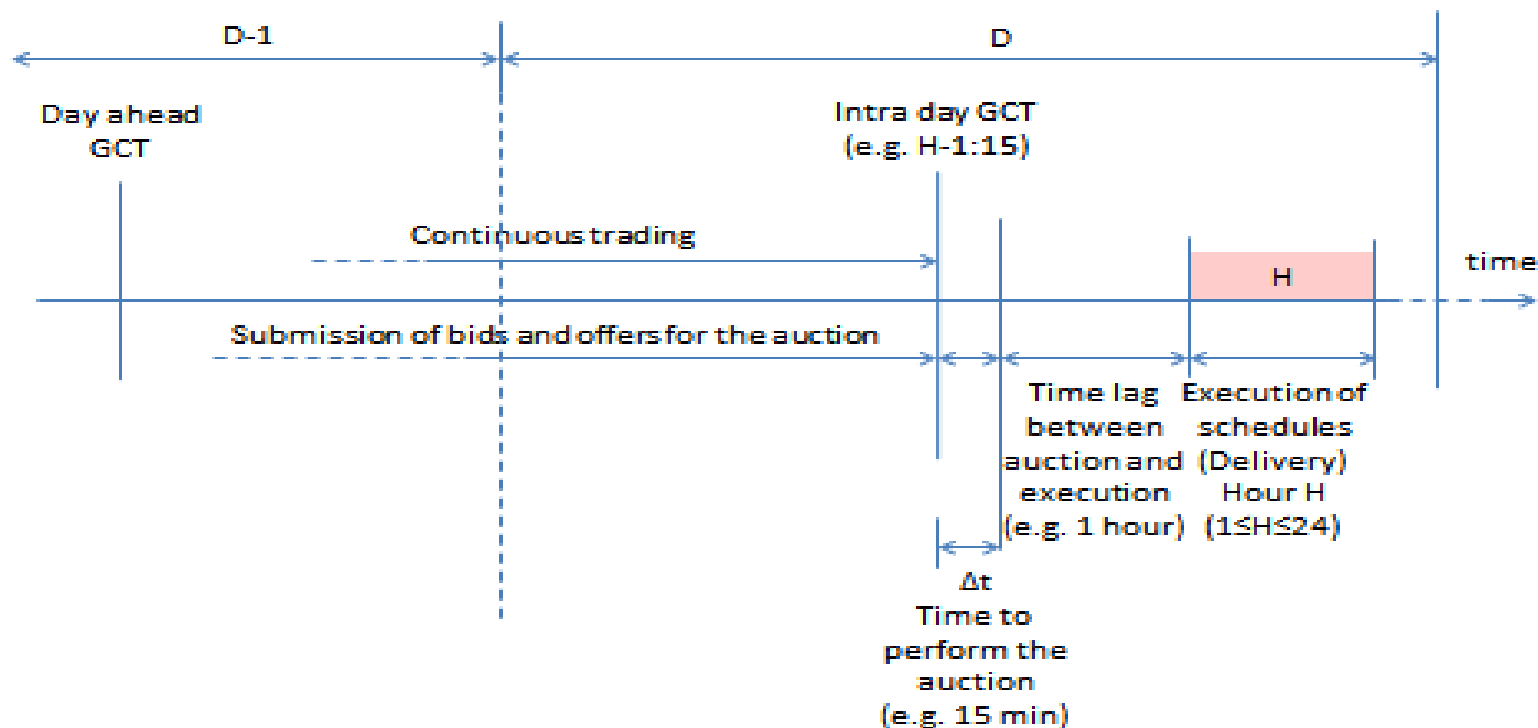 D-1
D
Day ahead
GCT
Intra day GCT
(e.g. H-1:15)
Continuous trading
time
H
Submission of bids and offers for the auction
Time lag
between
auction and
execution
(e.g. 1 hour)
Execution of
schedules
(Delivery)
Hour H
(1≤H≤24)
Δt
Time to
perform the
auction
(e.g. 15 min)